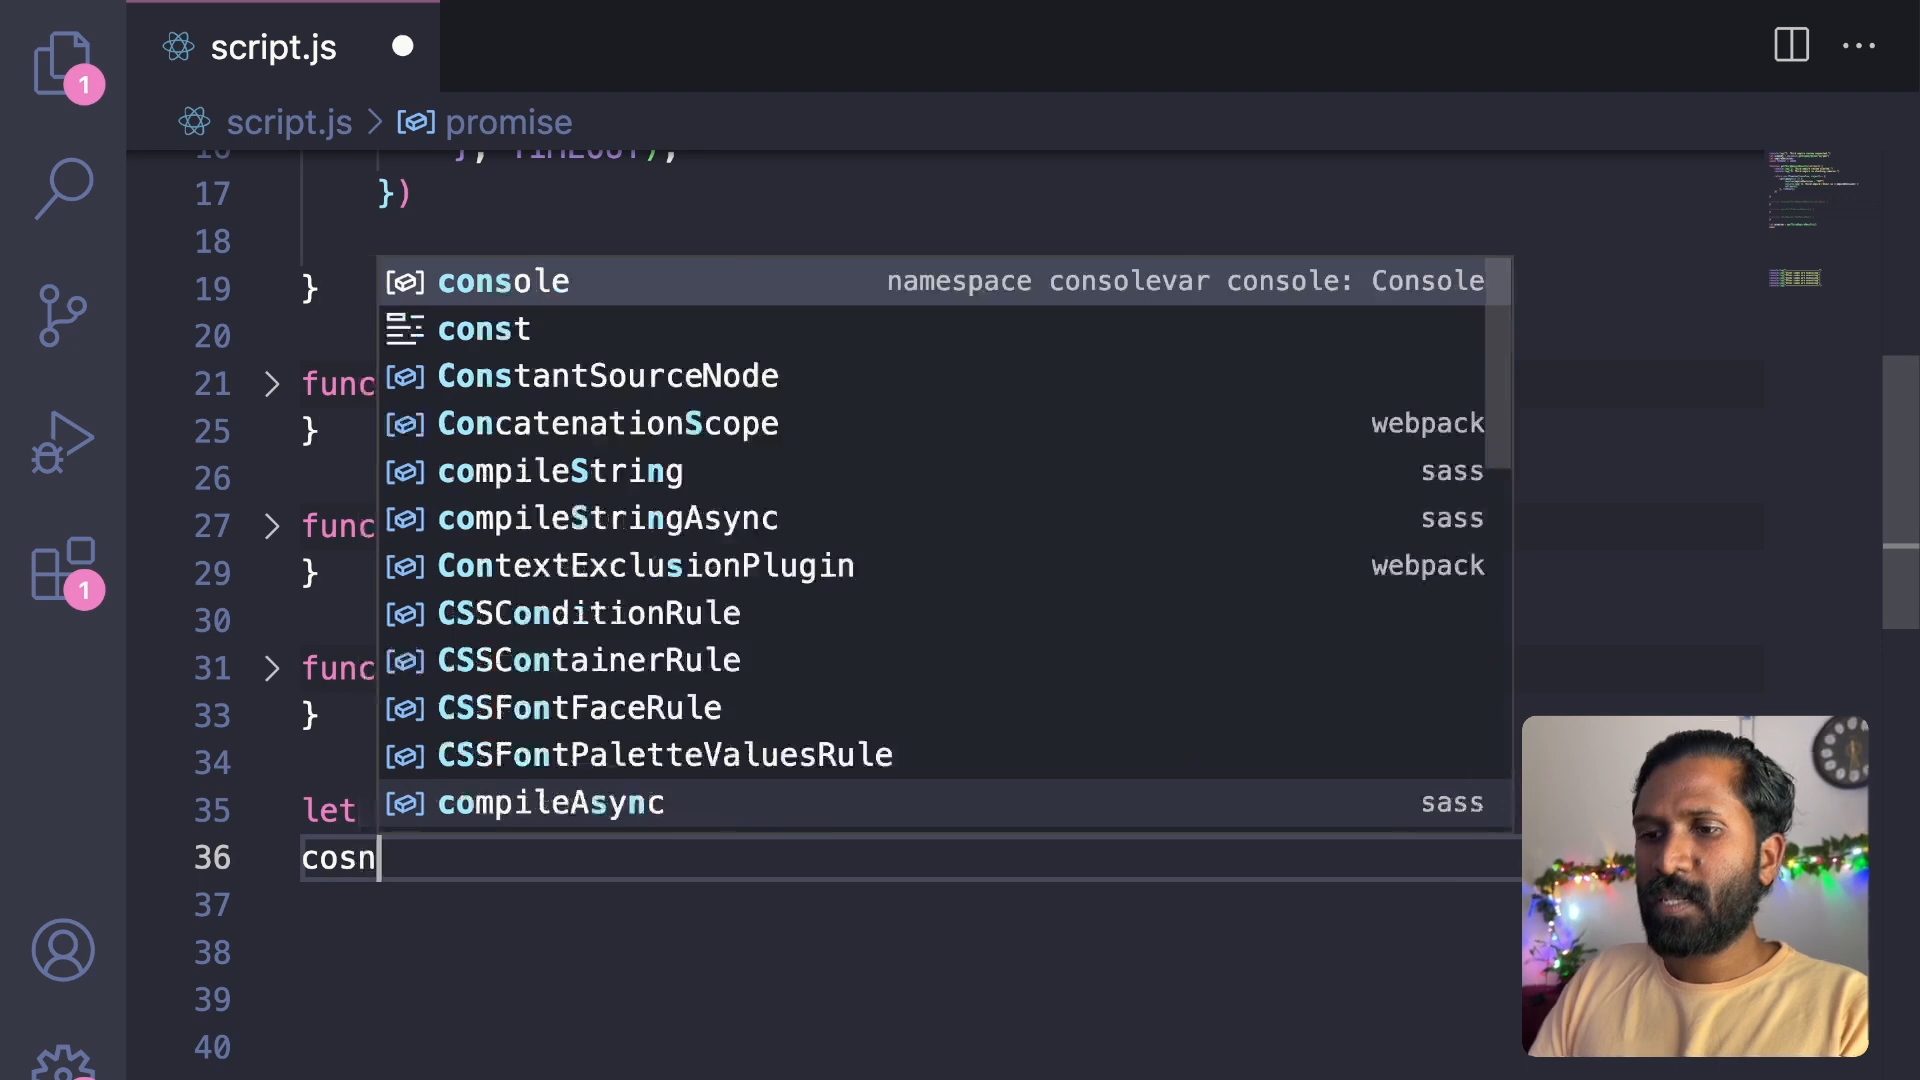 script.js
script.js > promise
1
}, TIMEOUT);
17 })
18
19 }
20
21 func
25 }
26
27 func
29 }
30
31 func
33 }
34
35 let
36 cosn
37
38
39
40
console namespace consolevar console: Console
const
ConstantSourceNode
ConcatenationScope webpack
compileString sass
compileStringAsync sass
ContextExclusionPlugin webpack
CSSConditionRule
CSSContainerRule
CSSFontFaceRule
CSSFontPaletteValuesRule
compileAsync sass
1